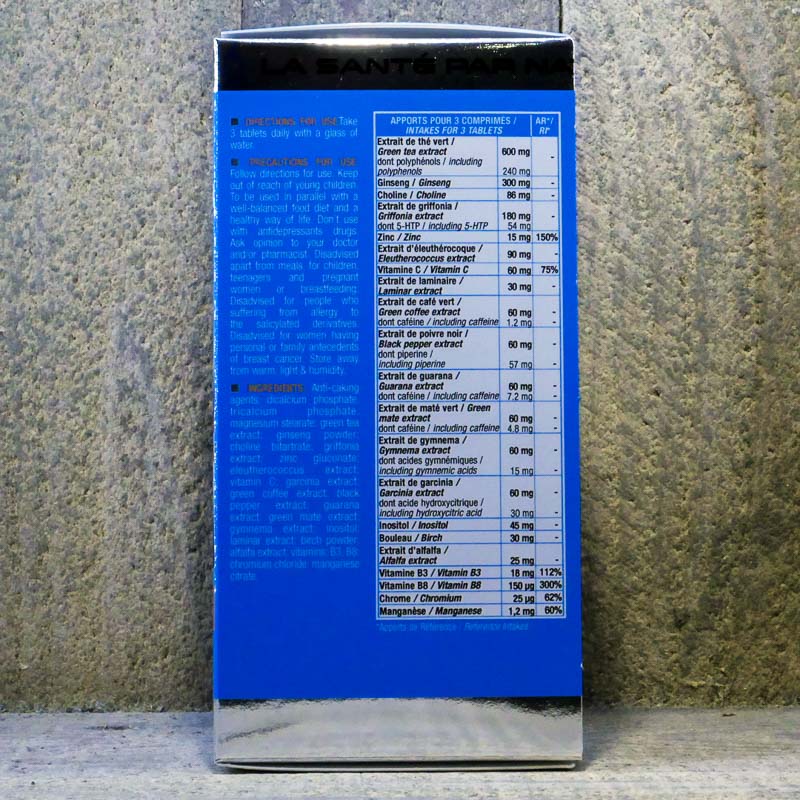 LA SANTÉ PAR NA
■ DIRECTIONS FOR USE Take
3 tablets daily with a glass of
water.
■ PRECAUTIONS FOR USE:
Follow directions for use. Keep
out of reach of young children.
To be used in parallel with a
well-balanced food diet and a
healthy way of life. Don't use
with antidepressants drugs.
Ask opinion to your doctor
and/or pharmacist. Disadvised
apart from meals, for children,
teenagers and pregnant
women or breastfeeding.
Disadvised for people who
suffering from allergy to
the salicylated derivatives.
Disadvised for women having
personal or family antecedents
of breast cancer. Store away
from warm, light & humidity.
■ INGREDIENTS: Anti-caking
agents: dicalcium phosphate,
tricalcium phosphate,
magnesium stearate; green tea
extract; ginseng powder;
choline bitartrate; griffonia
extract; zinc gluconate;
eleutherococcus extract;
vitamin C; garcinia extract;
green coffee extract; black
pepper extract; guarana
extract; green mate extract;
gymnema extract; inositol;
laminar extract; birch powder;
alfalfa extract; vitamins: B3, B8;
chromium chloride; manganese
citrate.
APPORTS POUR 3 COMPRIMÉS / AR*/
INTAKES FOR 3 TABLETS RI*
Extrait de thé vert /
Green tea extract 600 mg -
dont polyphénols / including
polyphenols 240 mg
Ginseng / Ginseng 300 mg -
Choline / Choline 86 mg -
Extrait de griffonia /
Griffonia extract 180 mg -
dont 5-HTP / including 5-HTP 54 mg
Zinc / Zinc 15 mg 150%
Extrait d'éleuthérocoque /
Eleutherococcus extract 90 mg -
Vitamine C / Vitamin C 60 mg 75%
Extrait de laminaire /
Laminar extract 30 mg -
Extrait de café vert /
Green coffee extract 60 mg -
dont caféine / including caffeine 1.2 mg -
Extrait de poivre noir /
Black pepper extract 60 mg -
dont piperine /
including piperine 57 mg
Extrait de guarana /
Guarana extract 60 mg -
dont caféine / including caffeine 7.2 mg -
Extrait de maté vert / Green
mate extract 60 mg -
dont caféine / including caffeine 4.8 mg -
Extrait de gymnema /
Gymnema extract 60 mg -
dont acides gymnémiques /
including gymnemic acids 15 mg
Extrait de garcinia /
Garcinia extract 60 mg -
dont acide hydroxycitrique /
including hydroxycitric acid 30 mg
Inositol / Inositol 45 mg -
Bouleau / Birch 30 mg -
Extrait d'alfalfa /
Alfalfa extract 25 mg -
Vitamine B3 / Vitamin B3 18 mg 112%
Vitamine B8 / Vitamin B8 150 µg 300%
Chrome / Chromium 25 µg 62%
Manganèse / Manganese 1,2 mg 60%
*Apports de Référence - Reference Intakes